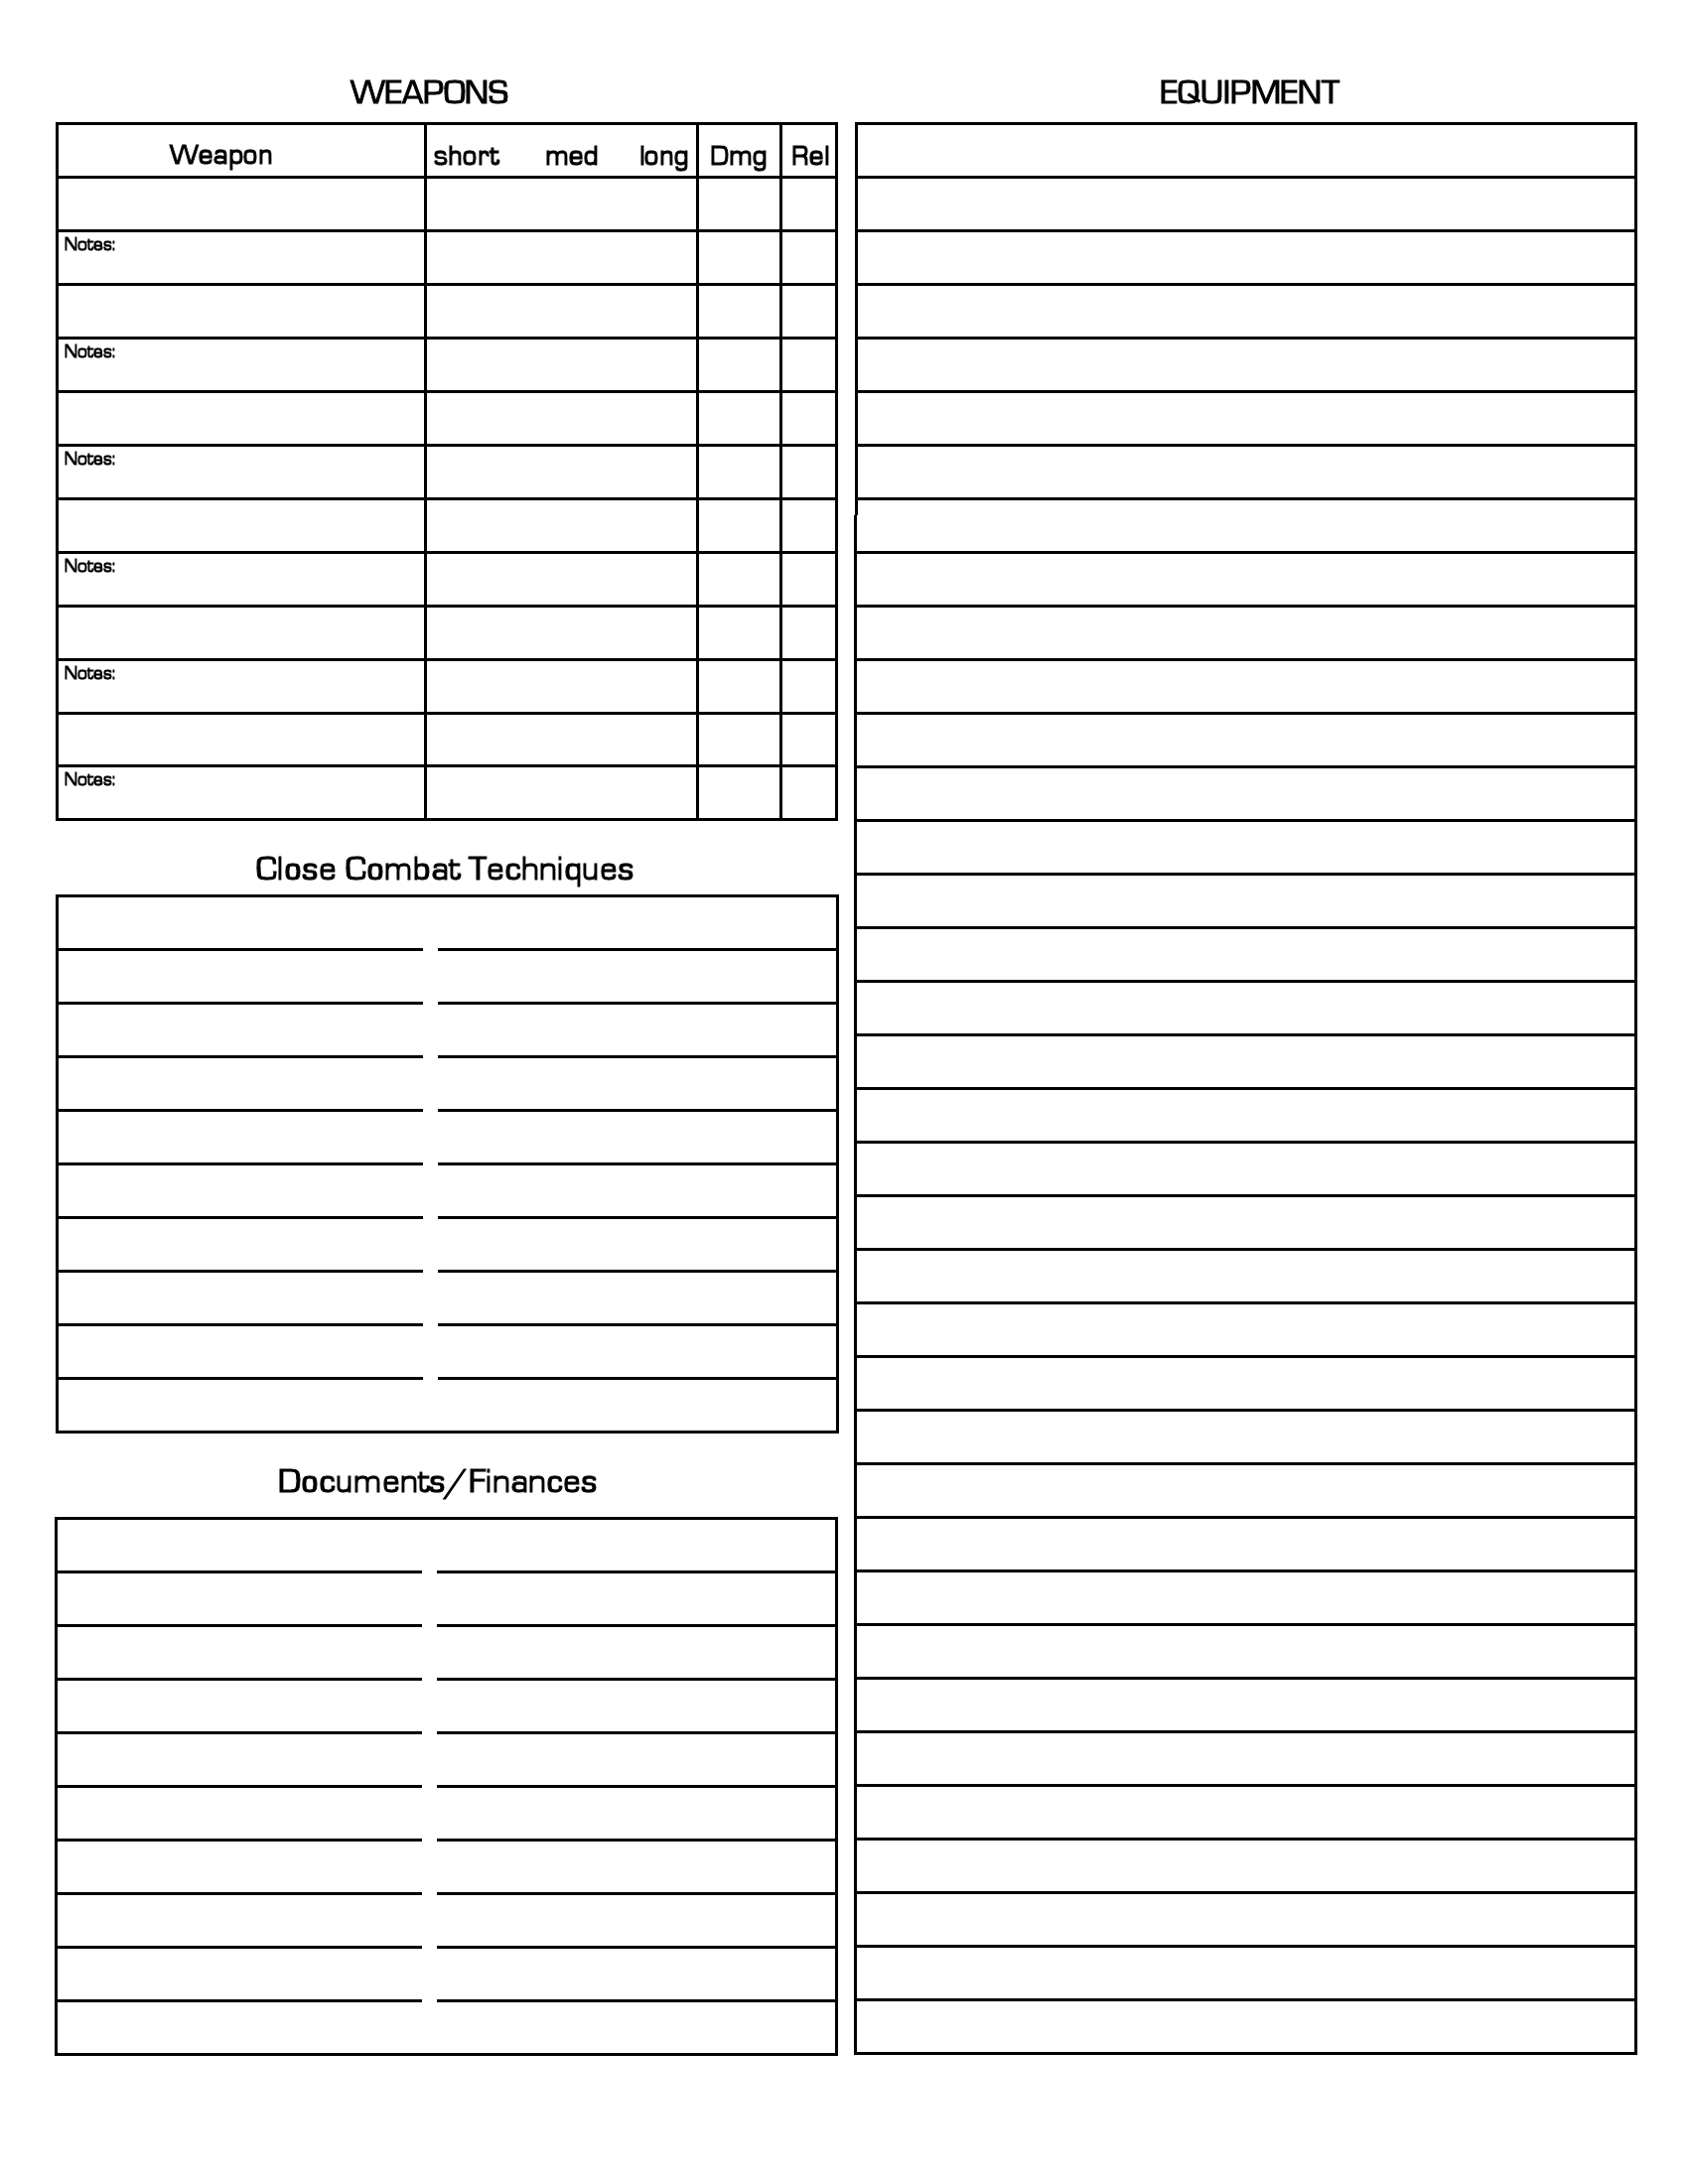 WEAPONS
Weapon short med long Dmg Rel
Notes:
Notes:
Notes:
Notes:
Notes:
Notes:
Close Combat Techniques
Documents/Finances
EQUIPMENT